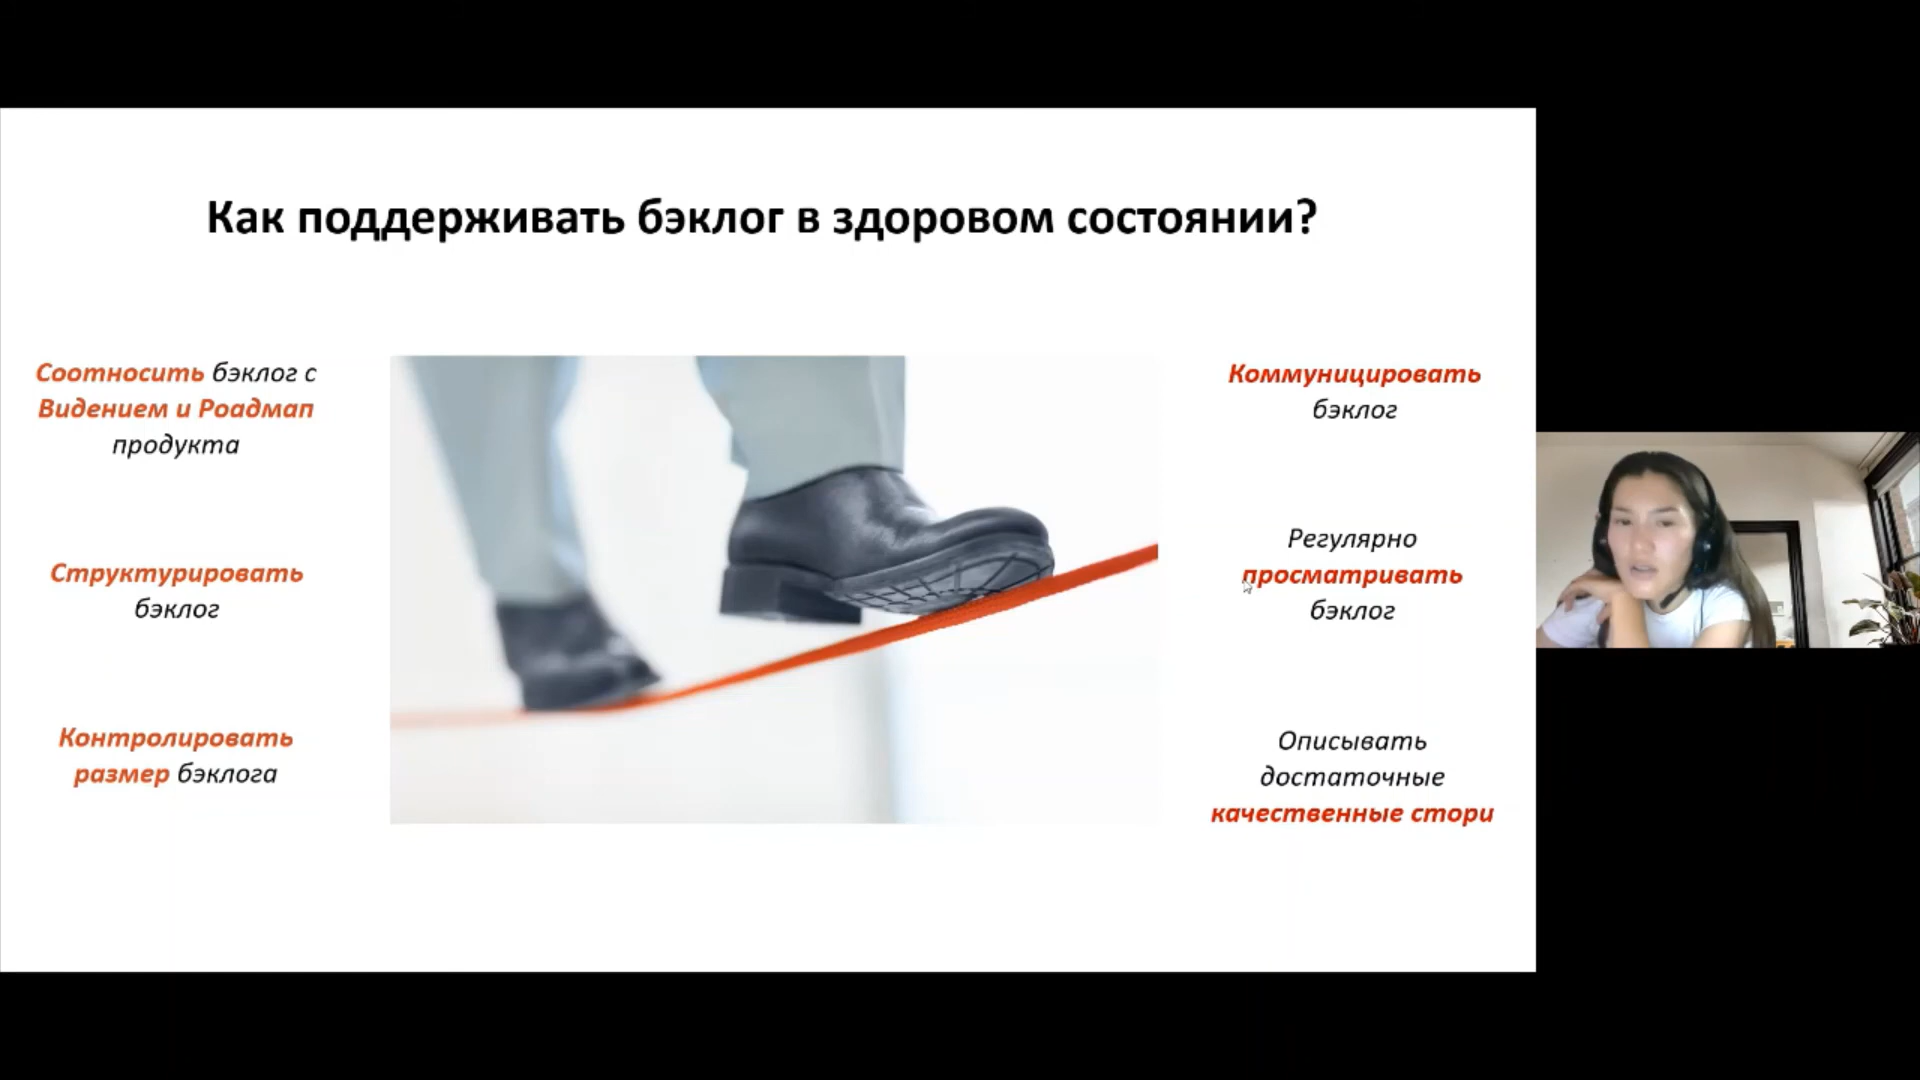 Как поддерживать бэклог в здоровом состоянии?
Соотносить бэклог с
Видением и Роадмап
продукта
Структурировать
бэклог
Контролировать
размер бэклога
Коммуницировать
бэклог
Регулярно
просматривать
бэклог
Описывать
достаточные
качественные стори